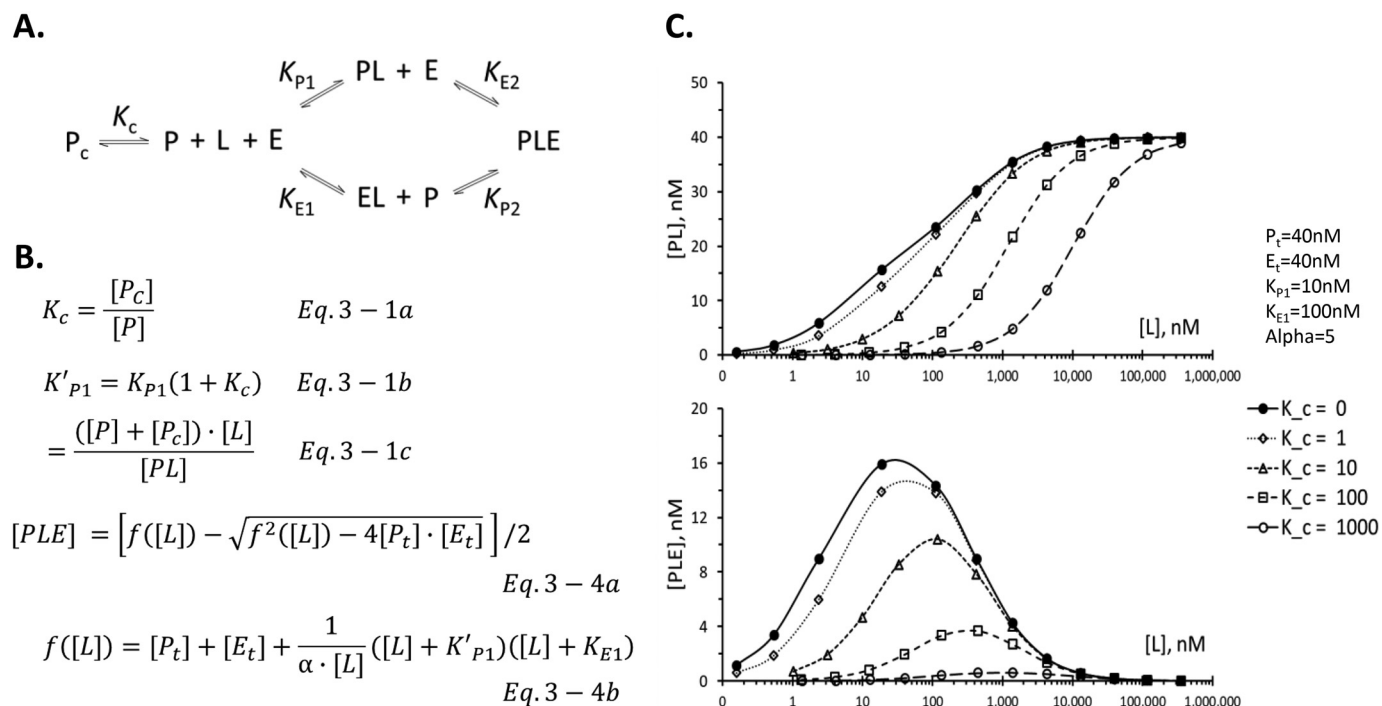 A.
K_P1 PL + E K_E2
P_c K_c P + L + E PLE
K_E1 EL + P K_P2
B.
K_c = [P_C] / [P] Eq. 3 − 1a
K'_P1 = K_P1(1 + K_c) Eq. 3 − 1b
= ([P] + [P_C]) · [L] / [PL] Eq. 3 − 1c
[PLE] = [f([L]) − √(f²([L]) − 4[P_t] · [E_t])]/2
Eq. 3 − 4a
f([L]) = [P_t] + [E_t] + 1 / (α · [L]) ([L] + K'_P1)([L] + K_E1)
Eq. 3 − 4b
C.
[PL], nM
50
40
30
20
10
0
[L], nM
0 1 10 100 1,000 10,000 100,000 1,000,000
P_t=40nM
E_t=40nM
K_P1=10nM
K_E1=100nM
Alpha=5
[PLE], nM
20
16
12
8
4
0
[L], nM
0 1 10 100 1,000 10,000 100,000 1,000,000
K_c = 0
K_c = 1
K_c = 10
K_c = 100
K_c = 1000